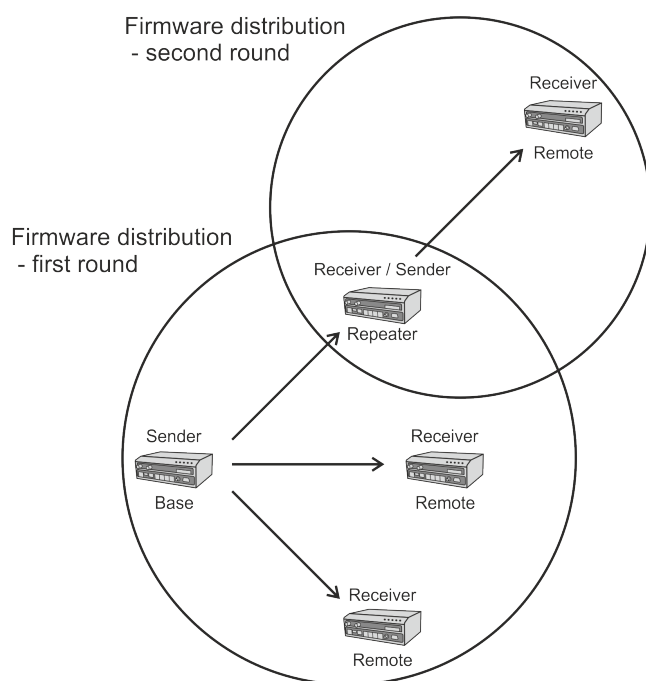 Firmware distribution
- second round
Receiver
Remote
Firmware distribution
- first round
Receiver / Sender
Repeater
Sender
Base
Receiver
Remote
Receiver
Remote